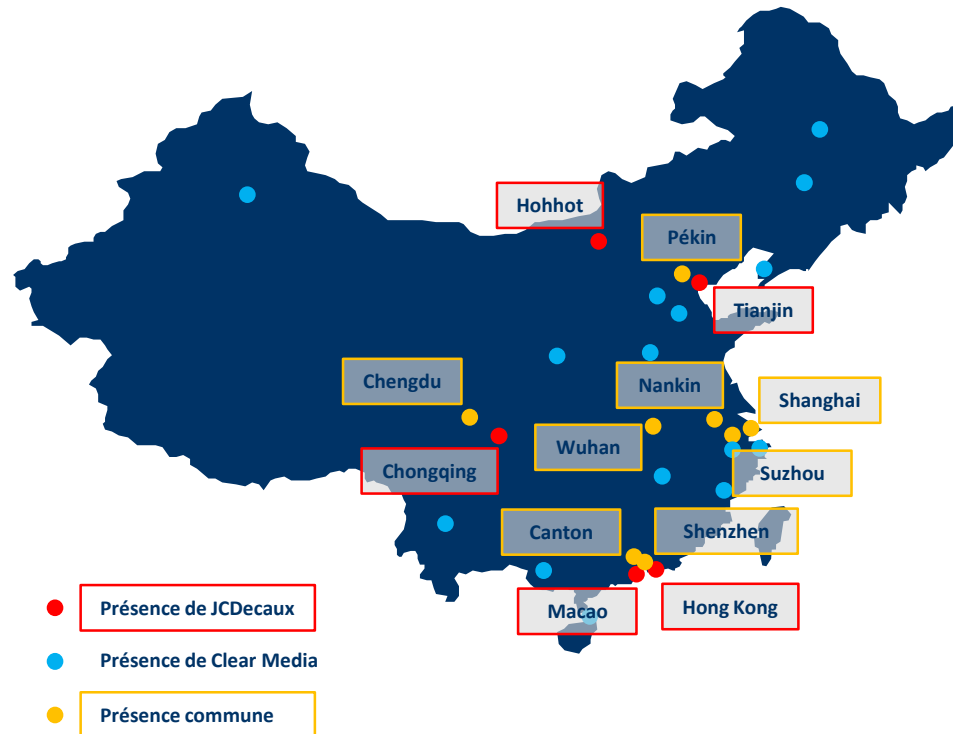 Hohhot
Pékin
Tianjin
Chengdu
Nankin
Shanghai
Wuhan
Chongqing
Suzhou
Canton
Shenzhen
Macao
Hong Kong
Présence de JCDecaux
Présence de Clear Media
Présence commune